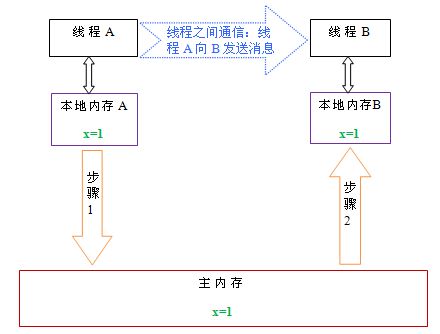 线程 A
线程之间通信：线
程 A 向 B 发送消息
线程 B
本地内存 A
x=1
本地内存B
x=1
步
骤
1
步
骤
2
主内存
x=1